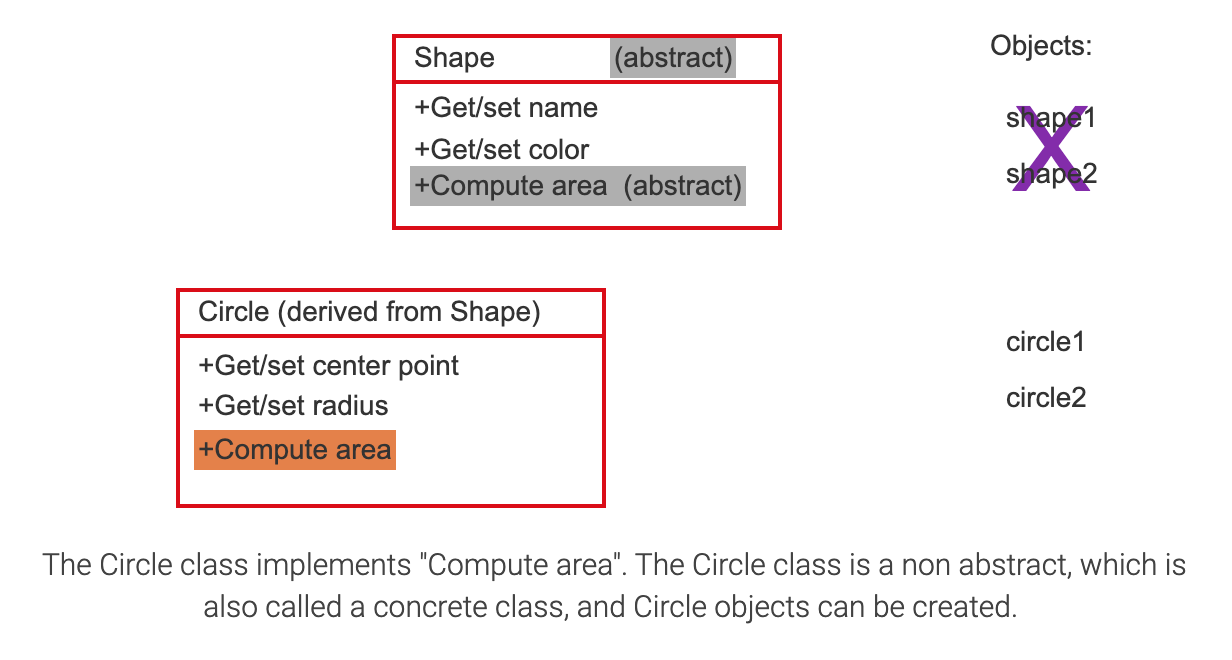 Shape (abstract)
+Get/set name
+Get/set color
+Compute area (abstract)
Objects:
shape1
shape2
Circle (derived from Shape)
+Get/set center point
+Get/set radius
+Compute area
circle1
circle2
The Circle class implements "Compute area". The Circle class is a non abstract, which is
also called a concrete class, and Circle objects can be created.